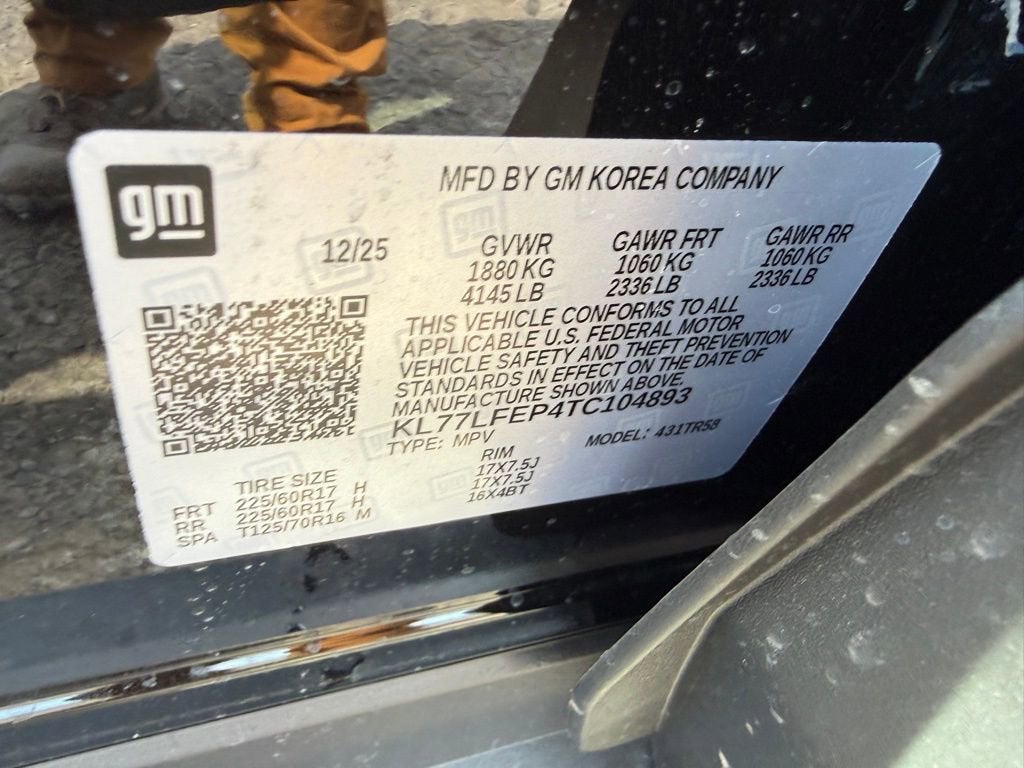 gm
MFD BY GM KOREA COMPANY
12/25 GVWR GAWR FRT GAWR RR
1880 KG 1060 KG 1060 KG
4145 LB 2336 LB 2336 LB
THIS VEHICLE CONFORMS TO ALL
APPLICABLE U.S. FEDERAL MOTOR
VEHICLE SAFETY AND THEFT PREVENTION
STANDARDS IN EFFECT ON THE DATE OF
MANUFACTURE SHOWN ABOVE.
KL77LFEP4TC104893
TYPE: MPV MODEL: 431TR58
TIRE SIZE RIM
FRT 225/60R17 H 17X7.5J
RR 225/60R17 H 17X7.5J
SPA T125/70R16 M 16X4BT